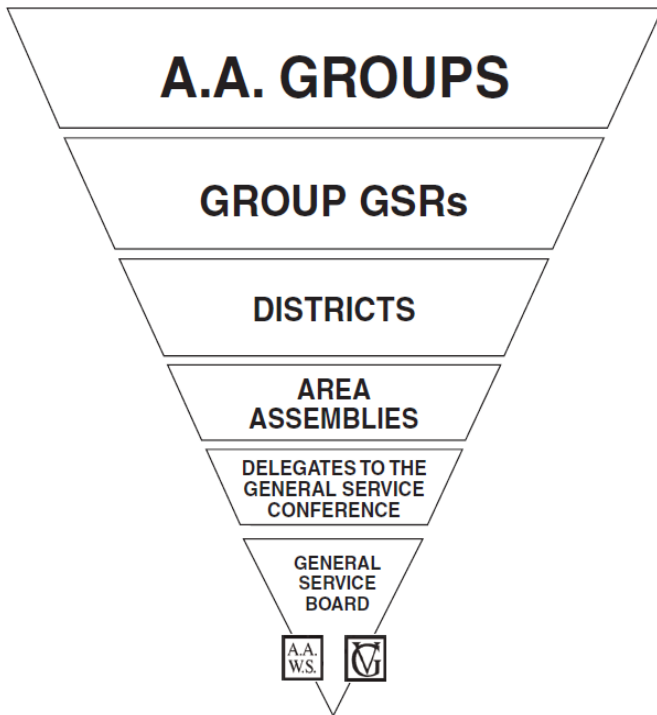 A.A. GROUPS
GROUP GSRs
DISTRICTS
AREA
ASSEMBLIES
DELEGATES TO THE
GENERAL SERVICE
CONFERENCE
GENERAL
SERVICE
BOARD
A.A.
W.S.
GV